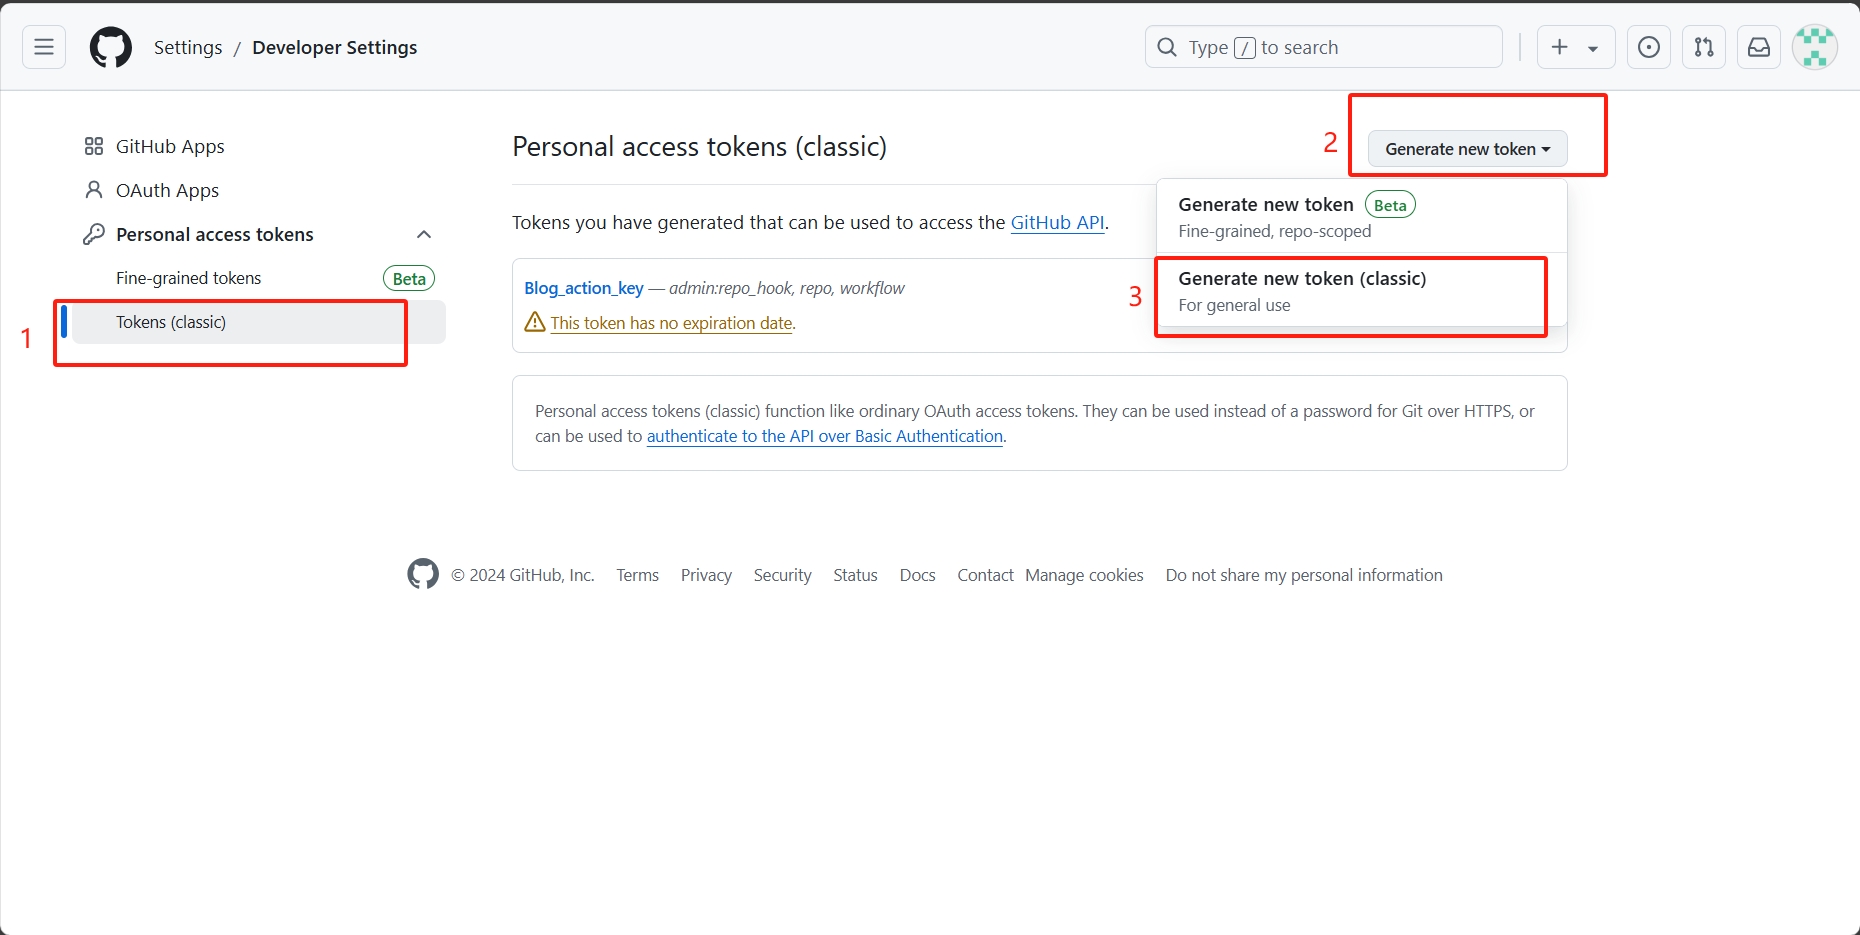 Settings / Developer Settings
Type / to search
GitHub Apps
OAuth Apps
Personal access tokens
Fine-grained tokens Beta
1
Tokens (classic)
Personal access tokens (classic)
2
Generate new token
Generate new token Beta
Fine-grained, repo-scoped
3
Generate new token (classic)
For general use
Tokens you have generated that can be used to access the GitHub API.
Blog_action_key — admin:repo_hook, repo, workflow
This token has no expiration date.
Personal access tokens (classic) function like ordinary OAuth access tokens. They can be used instead of a password for Git over HTTPS, or
can be used to authenticate to the API over Basic Authentication.
© 2024 GitHub, Inc. Terms Privacy Security Status Docs Contact Manage cookies Do not share my personal information